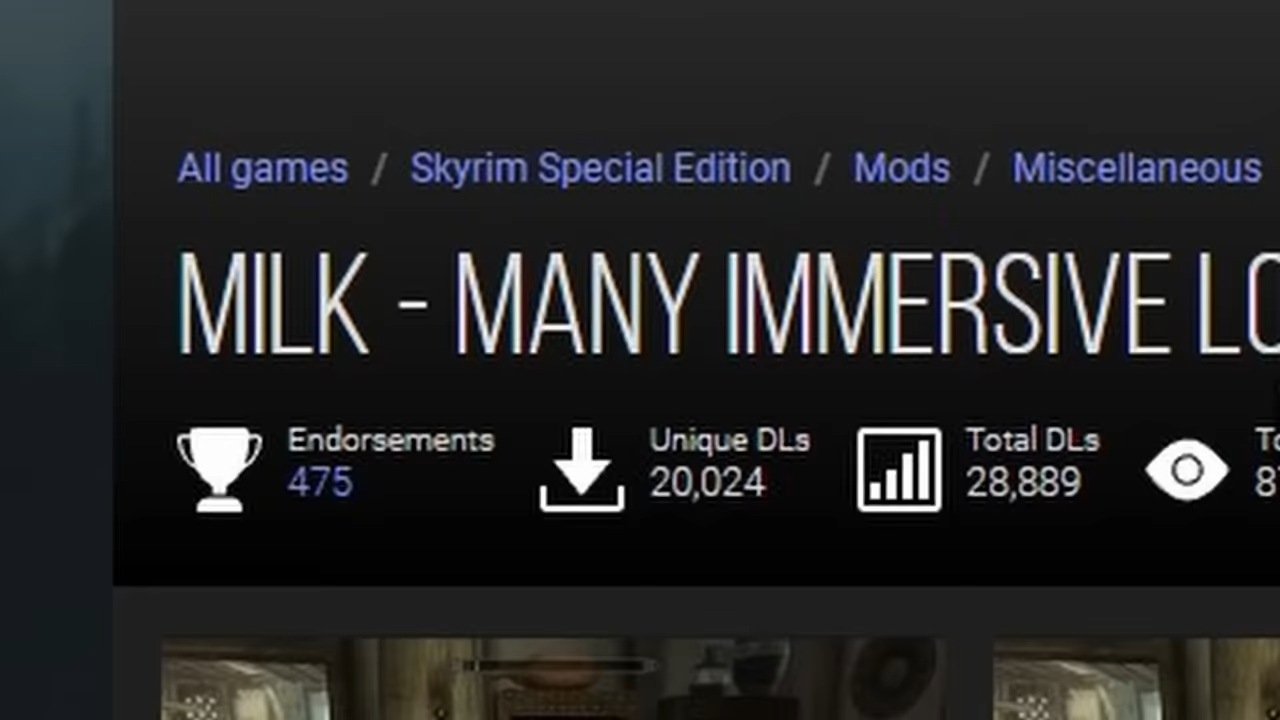 All games / Skyrim Special Edition / Mods / Miscellaneous
MILK - MANY IMMERSIVE
Endorsements Unique DLs Total DLs
475 20,024 28,889